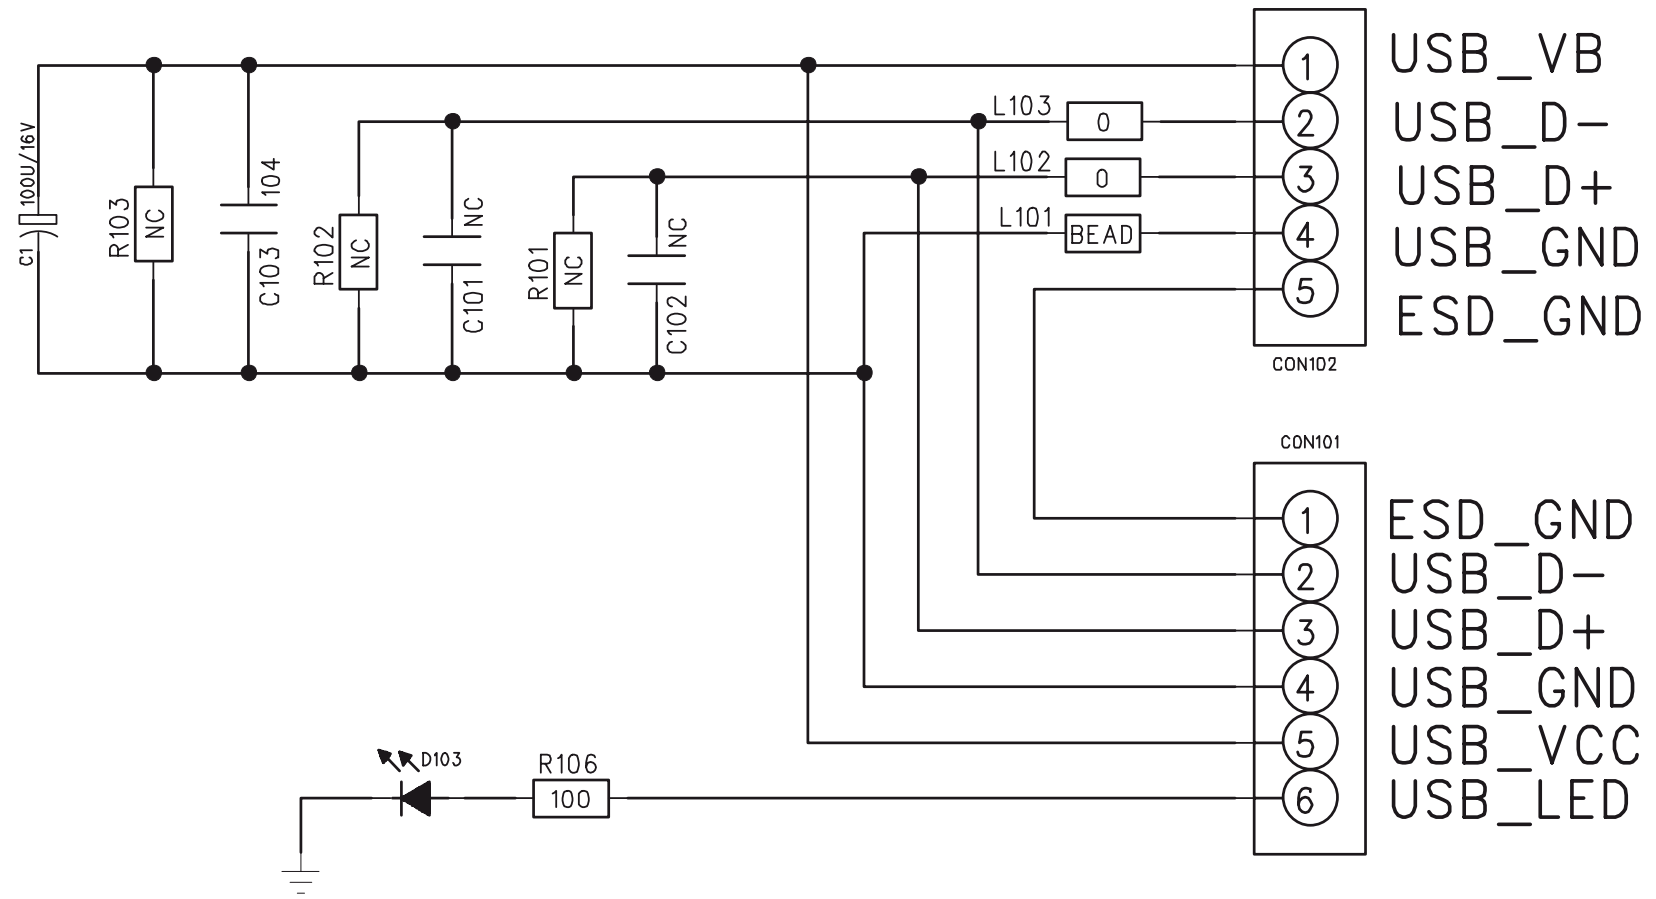 1 USB_VB
L103 0 2 USB_D-
L102 0 3 USB_D+
L101 BEAD 4 USB_GND
5 ESD_GND
CON102
C1 100U/16V
R103 NC
C103 104
R102 NC
C101 NC
R101 NC
C102 NC
CON101
1 ESD_GND
2 USB_D-
3 USB_D+
4 USB_GND
5 USB_VCC
D103 R106 100 6 USB_LED